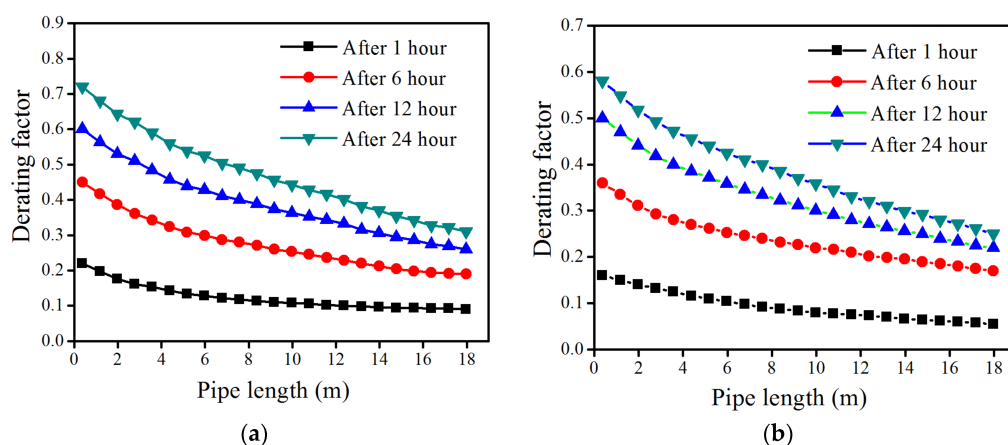 0.9
0.8
0.7
0.6
0.5
0.4
0.3
0.2
0.1
0.0
Derating factor
After 1 hour
After 6 hour
After 12 hour
After 24 hour
0 2 4 6 8 10 12 14 16 18
Pipe length (m)
(a)
0.7
0.6
0.5
0.4
0.3
0.2
0.1
0.0
Derating factor
After 1 hour
After 6 hour
After 12 hour
After 24 hour
0 2 4 6 8 10 12 14 16 18
Pipe length (m)
(b)